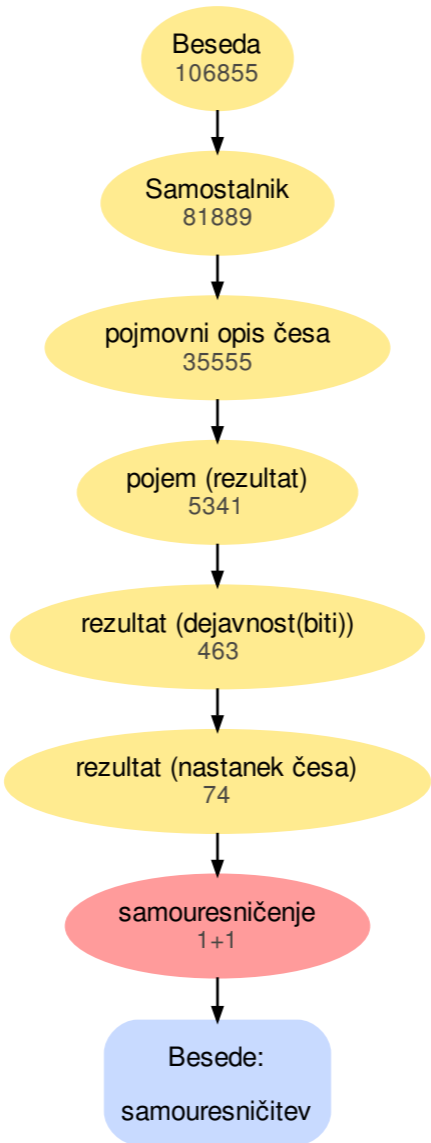 Beseda
106855
Samostalnik
81889
pojmovni opis česa
35555
pojem (rezultat)
5341
rezultat (dejavnost(biti))
463
rezultat (nastanek česa)
74
samouresničenje
1+1
Besede:
samouresničitev